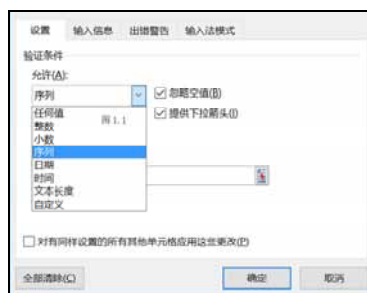 设置 输入信息 出错警告 输入法模式
验证条件
允许(A):
序列 忽略空值(B)
任何值 提供下拉箭头(I)
图 1.1
整数
小数
序列
日期
时间
文本长度
自定义
对有同样设置的所有其他单元格应用这些更改(P)
全部清除(C) 确定 取消